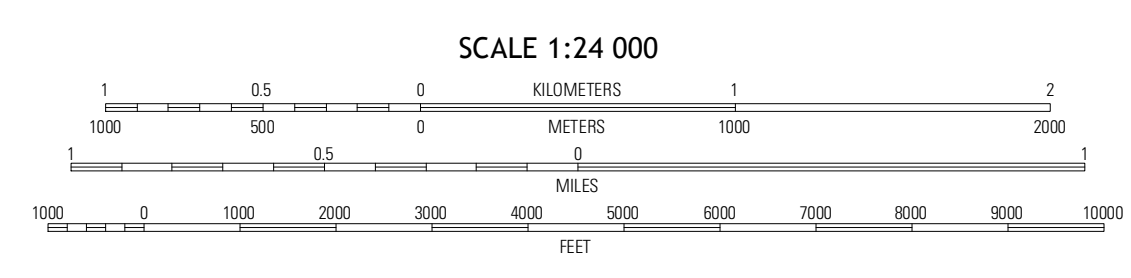 SCALE 1:24 000
1 0.5 0 KILOMETERS 1 2
1000 500 0 METERS 1000 2000
1 0.5 0 1
MILES
1000 0 1000 2000 3000 4000 5000 6000 7000 8000 9000 10000
FEET